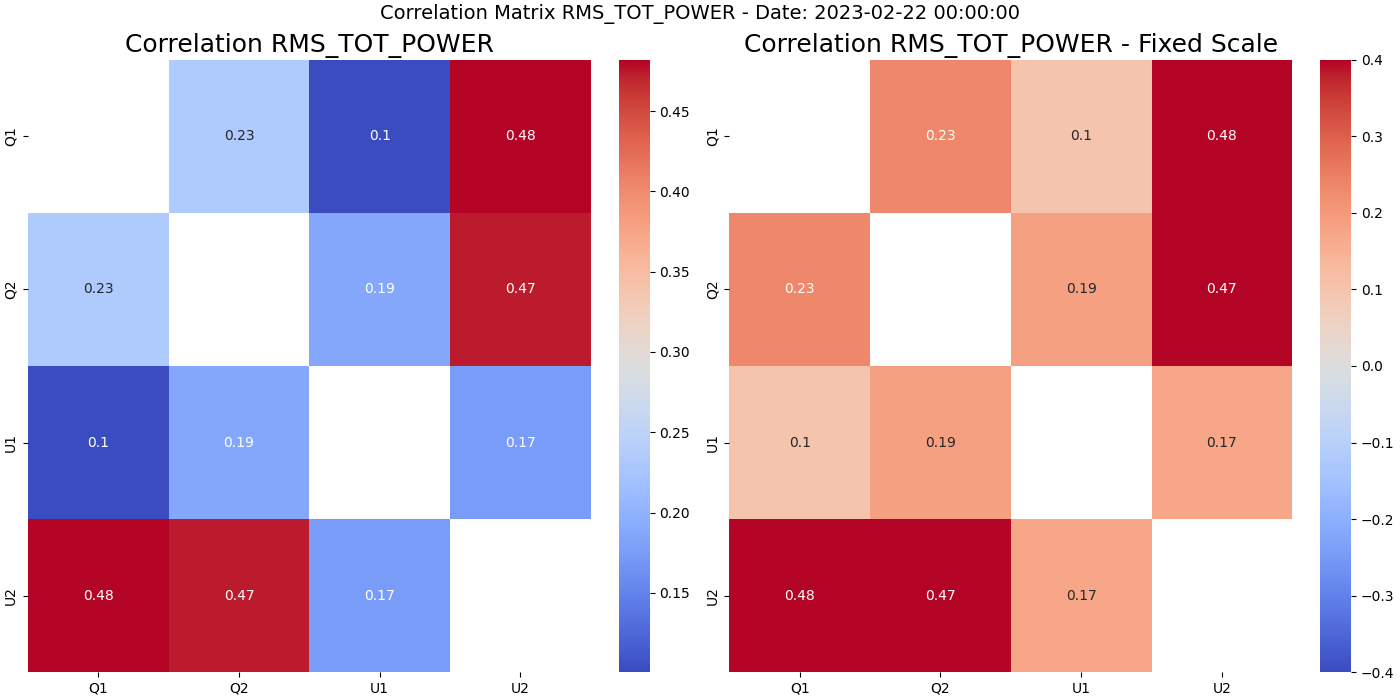 Correlation Matrix RMS_TOT_POWER - Date: 2023-02-22 00:00:00
Correlation RMS_TOT_POWER
Q1
0.23
0.1
0.48
Q2
0.23
0.19
0.47
U1
0.1
0.19
0.17
U2
0.48
0.47
0.17
Q1
Q2
U1
U2
0.45
0.40
0.35
0.30
0.25
0.20
0.15
Correlation RMS_TOT_POWER - Fixed Scale
Q1
0.23
0.1
0.48
Q2
0.23
0.19
0.47
U1
0.1
0.19
0.17
U2
0.48
0.47
0.17
Q1
Q2
U1
U2
0.4
0.3
0.2
0.1
0.0
−0.1
−0.2
−0.3
−0.4